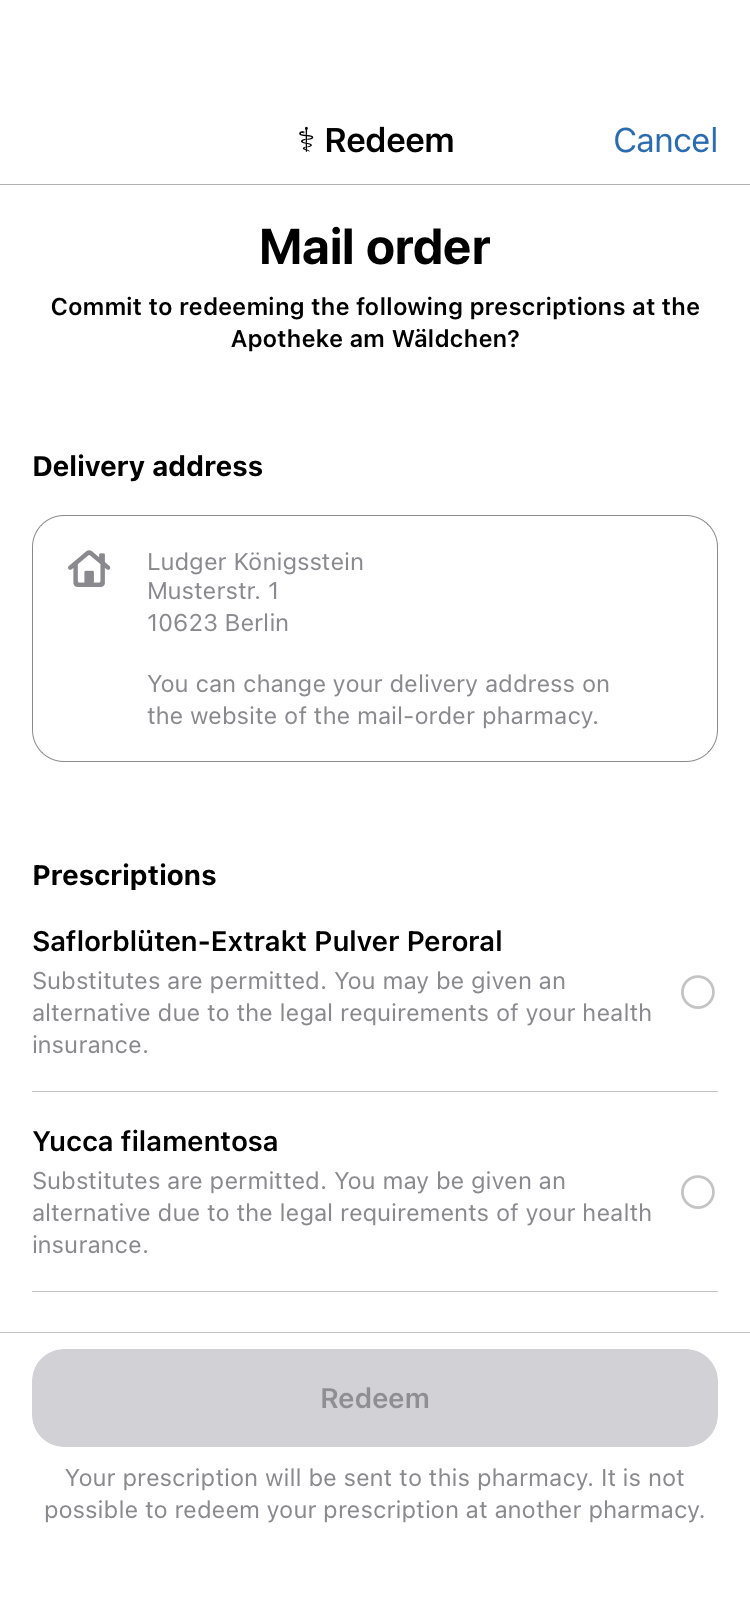 ⚕ Redeem
Cancel
Mail order
Commit to redeeming the following prescriptions at the
Apotheke am Wäldchen?
Delivery address
Ludger Königsstein
Musterstr. 1
10623 Berlin
You can change your delivery address on
the website of the mail-order pharmacy.
Prescriptions
Saflorblüten-Extrakt Pulver Peroral
Substitutes are permitted. You may be given an
alternative due to the legal requirements of your health
insurance.
Yucca filamentosa
Substitutes are permitted. You may be given an
alternative due to the legal requirements of your health
insurance.
Redeem
Your prescription will be sent to this pharmacy. It is not
possible to redeem your prescription at another pharmacy.